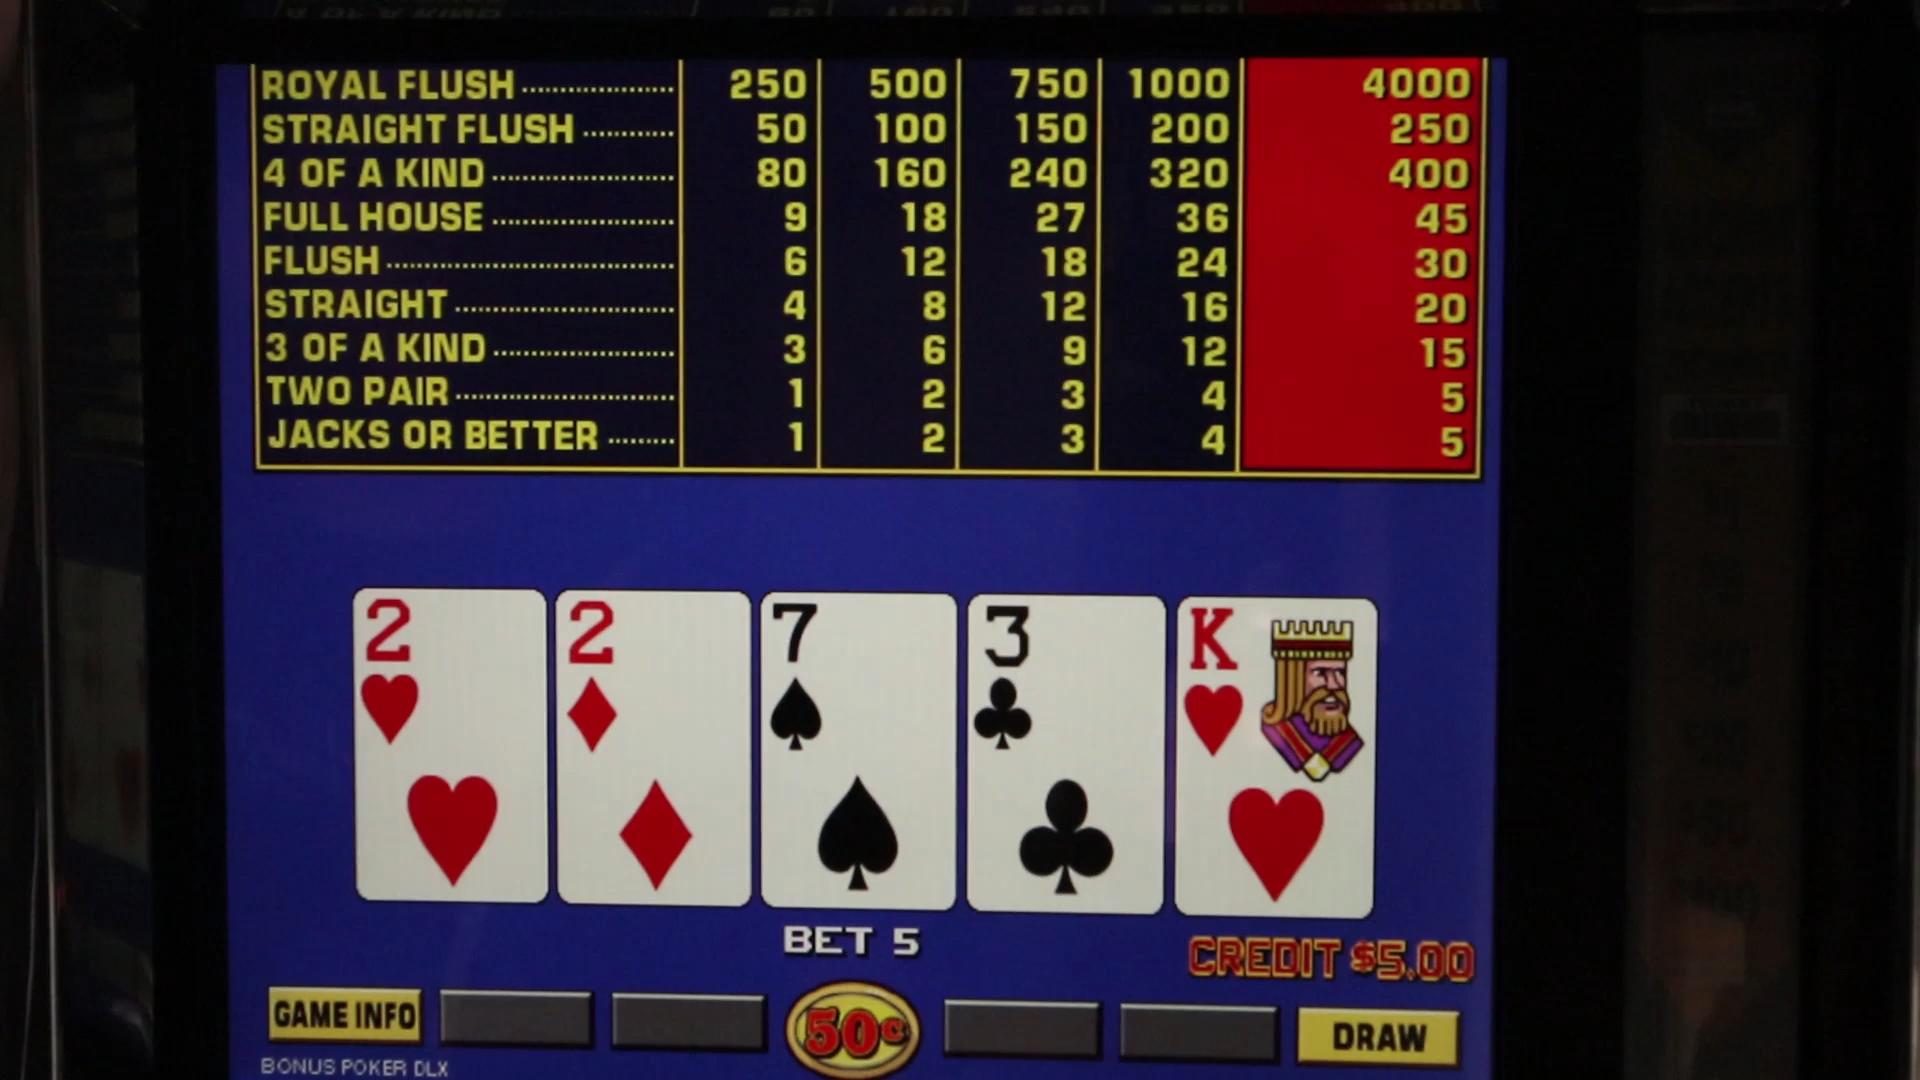 ROYAL FLUSH 250 500 750 1000 4000
STRAIGHT FLUSH 50 100 150 200 250
4 OF A KIND 80 160 240 320 400
FULL HOUSE 9 18 27 36 45
FLUSH 6 12 18 24 30
STRAIGHT 4 8 12 16 20
3 OF A KIND 3 6 9 12 15
TWO PAIR 1 2 3 4 5
JACKS OR BETTER 1 2 3 4 5
2 2 7 3 K
BET 5
CREDIT $5.00
GAME INFO
50¢
DRAW
BONUS POKER DLX